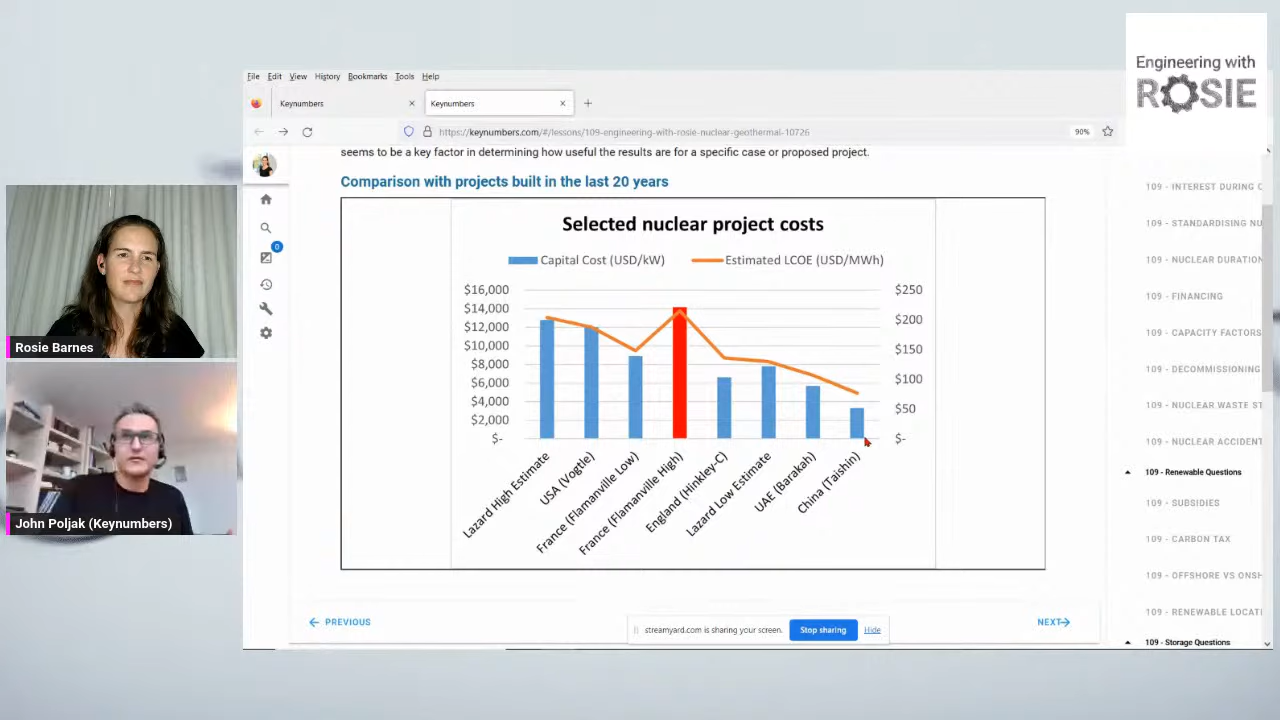 Engineering with
ROSIE
File Edit View History Bookmarks Tools Help
Keynumbers
Keynumbers
https://keynumbers.com/#/lessons/109-engineering-with-rosie-nuclear-geothermal-10726
90%
seems to be a key factor in determining how useful the results are for a specific case or proposed project.
Comparison with projects built in the last 20 years
0
Selected nuclear project costs
Capital Cost (USD/kW)
Estimated LCOE (USD/MWh)
$16,000
$14,000
$12,000
$10,000
$8,000
$6,000
$4,000
$2,000
$-
$250
$200
$150
$100
$50
$-
Lazard High Estimate
USA (Vogtle)
France (Flamanville Low)
France (Flamanville High)
England (Hinkley-C)
Lazard Low Estimate
UAE (Barakah)
China (Taishin)
PREVIOUS
NEXT
streamyard.com is sharing your screen.
Stop sharing
Hide
109 - INTEREST DURING
109 - STANDARDISING
109 - NUCLEAR DURATION
109 - FINANCING
109 - CAPACITY FACTORS
109 - DECOMMISSIONING
109 - NUCLEAR WASTE
109 - NUCLEAR ACCIDENT
109 - Renewable Questions
109 - SUBSIDIES
109 - CARBON TAX
109 - OFFSHORE VS
109 - RENEWABLE
109 - Storage Questions
Rosie Barnes
John Poljak (Keynumbers)